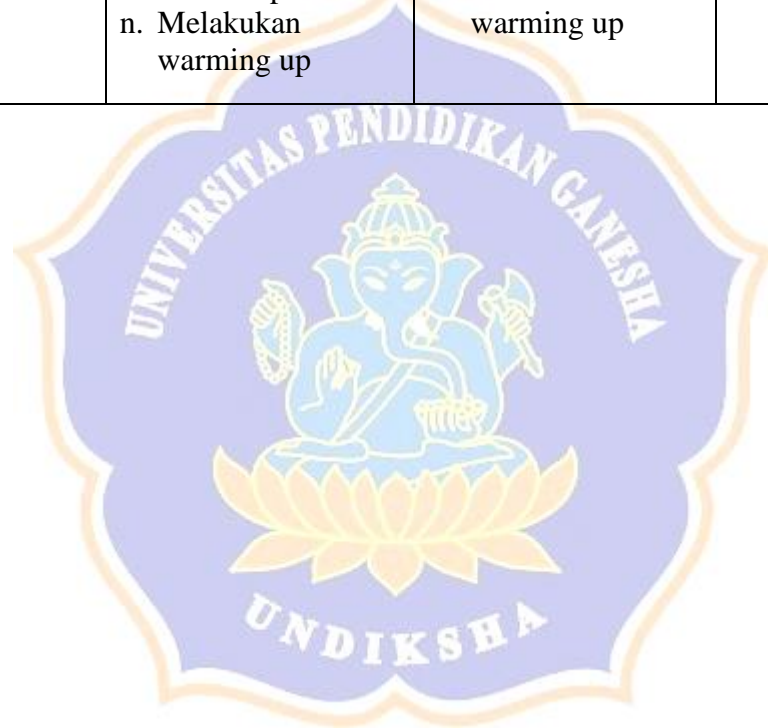 n. Melakukan
warming up
warming up
UNIVERSITAS PENDIDIKAN GANESHA
UNDIKSHA